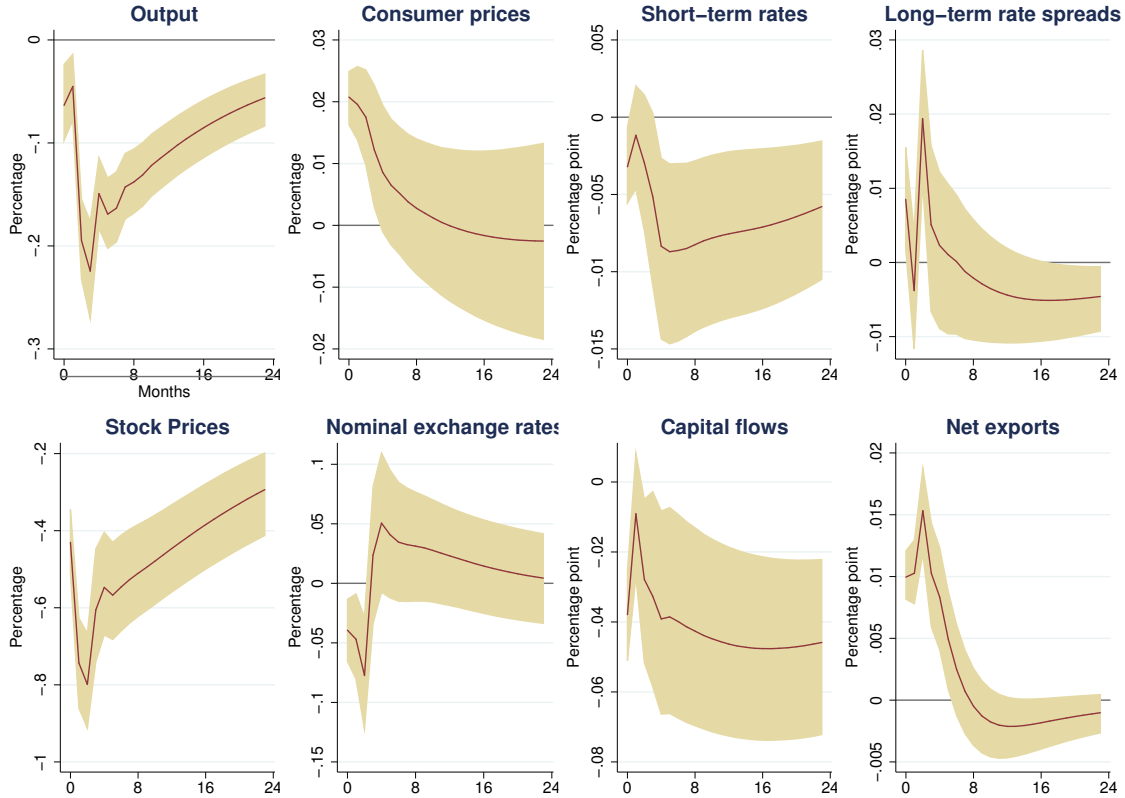 Output
Percentage
0
-.1
-.2
-.3
0 8 16 24
Months
Consumer prices
Percentage
.03
.02
.01
0
-.01
-.02
0 8 16 24
Short-term rates
Percentage point
.005
0
-.005
-.01
-.015
0 8 16 24
Long-term rate spreads
Percentage point
.03
.02
.01
0
-.01
0 8 16 24
Stock Prices
Percentage
-.2
-.4
-.6
-.8
-1
0 8 16 24
Nominal exchange rates
Percentage
.1
.05
0
-.05
-.1
-.15
0 8 16 24
Capital flows
Percentage point
0
-.02
-.04
-.06
-.08
0 8 16 24
Net exports
Percentage point
.02
.015
.01
.005
0
-.005
0 8 16 24